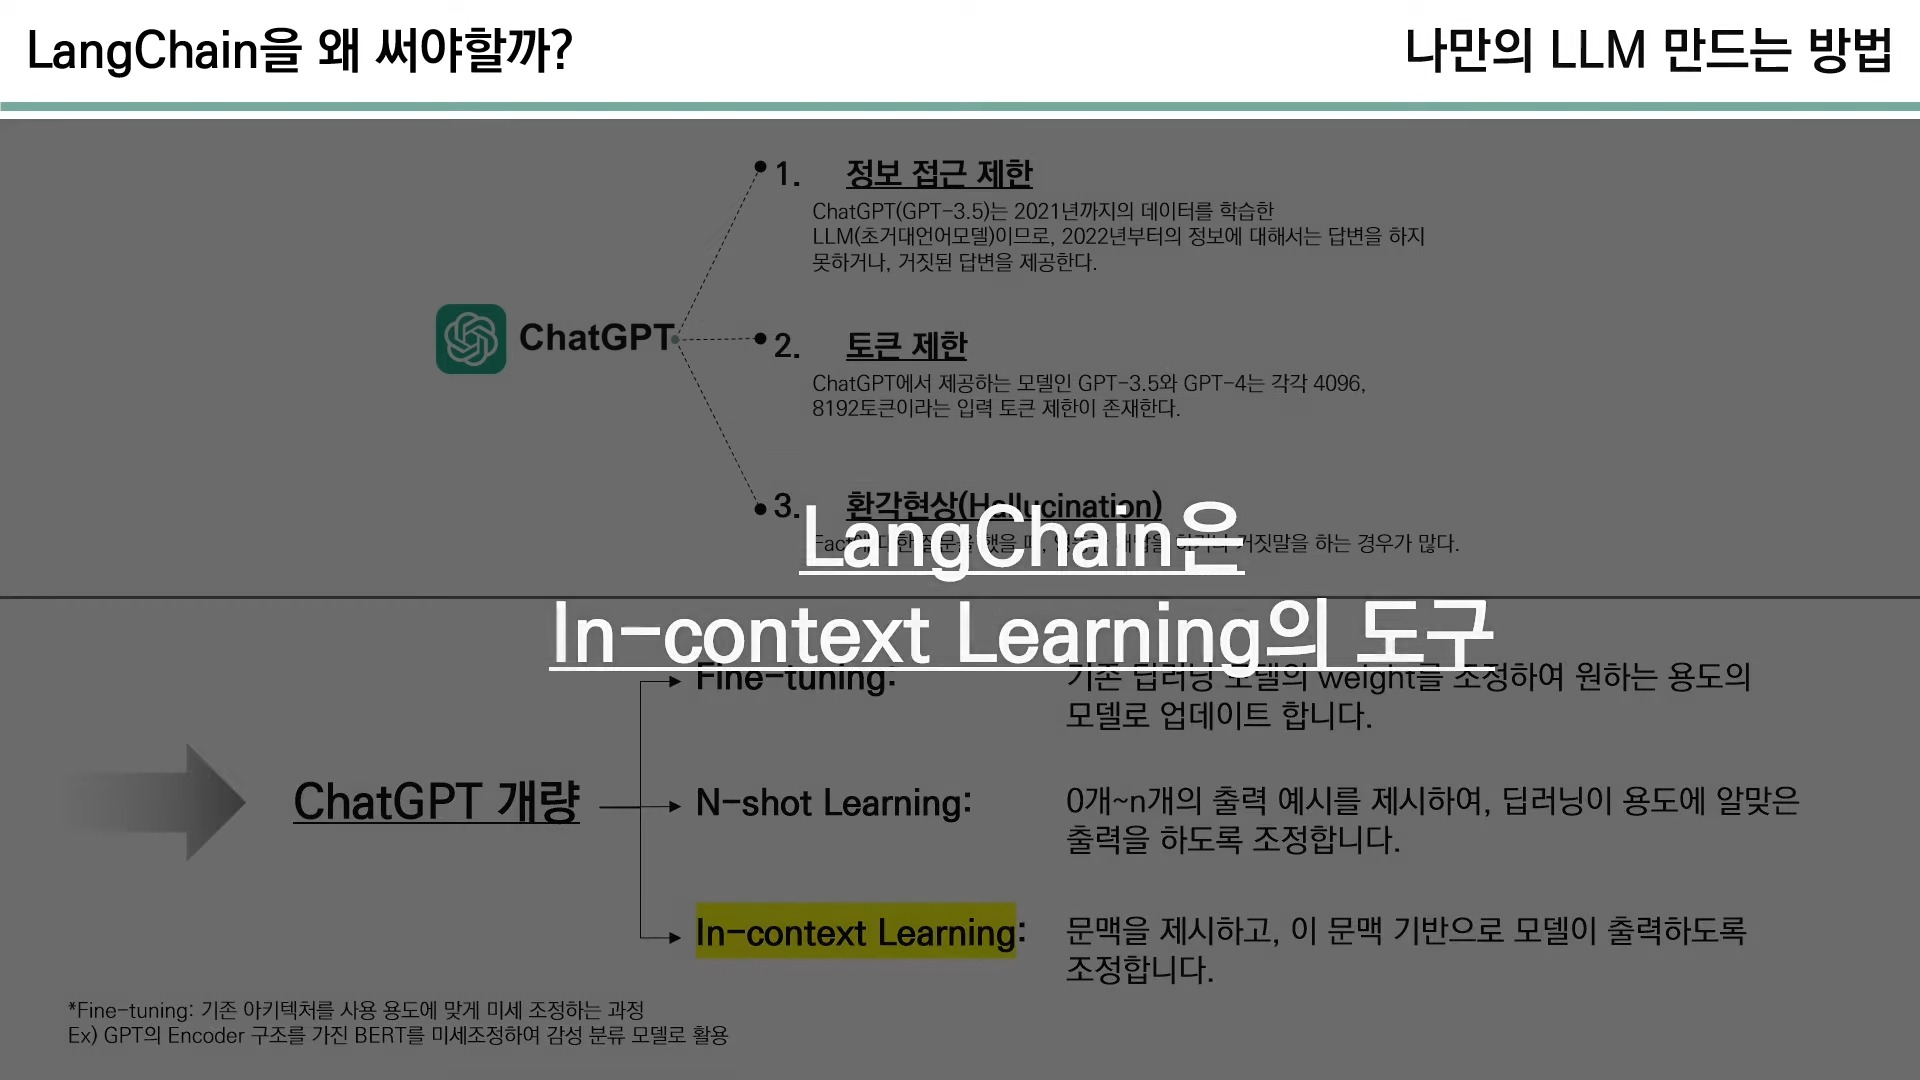 LangChain을 왜 써야할까?
나만의 LLM 만드는 방법
1. 정보 접근 제한
ChatGPT(GPT-3.5)는 2021년까지의 데이터를 학습한
LLM(초거대언어모델)이므로, 2022년부터의 정보에 대해서는 답변을 하지
못하거나, 거짓된 답변을 제공한다.
ChatGPT
2. 토큰 제한
ChatGPT에서 제공하는 모델인 GPT-3.5와 GPT-4는 각각 4096,
8192토큰이라는 입력 토큰 제한이 존재한다.
3. 환각현상(Hallucination)
거짓말을 하는 경우가 많다.
LangChain은
In-context Learning의 도구
Fine-tuning:
기존 딥러닝 모델의 weight를 조정하여 원하는 용도의
모델로 업데이트 합니다.
ChatGPT 개량
N-shot Learning:
0개~n개의 출력 예시를 제시하여, 딥러닝이 용도에 알맞은
출력을 하도록 조정합니다.
In-context Learning:
문맥을 제시하고, 이 문맥 기반으로 모델이 출력하도록
조정합니다.
*Fine-tuning: 기존 아키텍처를 사용 용도에 맞게 미세 조정하는 과정
Ex) GPT의 Encoder 구조를 가진 BERT를 미세조정하여 감성 분류 모델로 활용